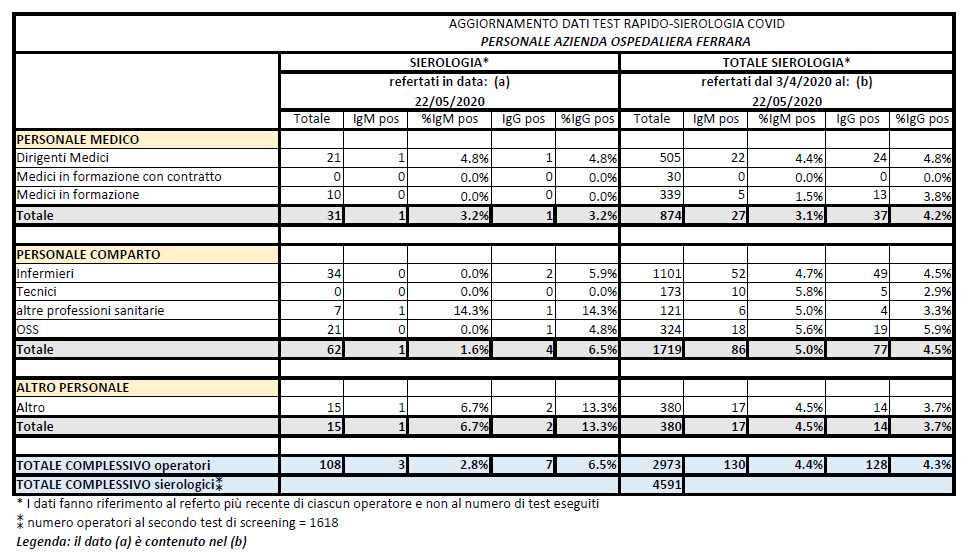 AGGIORNAMENTO DATI TEST RAPIDO-SIEROLOGIA COVID
PERSONALE AZIENDA OSPEDALIERA FERRARA
SIEROLOGIA* TOTALE SIEROLOGIA*
refertati in data: (a) refertati dal 3/4/2020 al: (b)
22/05/2020 22/05/2020
Totale IgM pos %IgM pos IgG pos %IgG pos Totale IgM pos %IgM pos IgG pos %IgG pos
PERSONALE MEDICO
Dirigenti Medici 21 1 4.8% 1 4.8% 505 22 4.4% 24 4.8%
Medici in formazione con contratto 0 0 0.0% 0 0.0% 30 0 0.0% 0 0.0%
Medici in formazione 10 0 0.0% 0 0.0% 339 5 1.5% 13 3.8%
Totale 31 1 3.2% 1 3.2% 874 27 3.1% 37 4.2%
PERSONALE COMPARTO
Infermieri 34 0 0.0% 2 5.9% 1101 52 4.7% 49 4.5%
Tecnici 0 0 0.0% 0 0.0% 173 10 5.8% 5 2.9%
altre professioni sanitarie 7 1 14.3% 1 14.3% 121 6 5.0% 4 3.3%
OSS 21 0 0.0% 1 4.8% 324 18 5.6% 19 5.9%
Totale 62 1 1.6% 4 6.5% 1719 86 5.0% 77 4.5%
ALTRO PERSONALE
Altro 15 1 6.7% 2 13.3% 380 17 4.5% 14 3.7%
Totale 15 1 6.7% 2 13.3% 380 17 4.5% 14 3.7%
TOTALE COMPLESSIVO operatori 108 3 2.8% 7 6.5% 2973 130 4.4% 128 4.3%
TOTALE COMPLESSIVO sierologici⁑ 4591
* I dati fanno riferimento al referto più recente di ciascun operatore e non al numero di test eseguiti
⁑ numero operatori al secondo test di screening = 1618
Legenda: il dato (a) è contenuto nel (b)